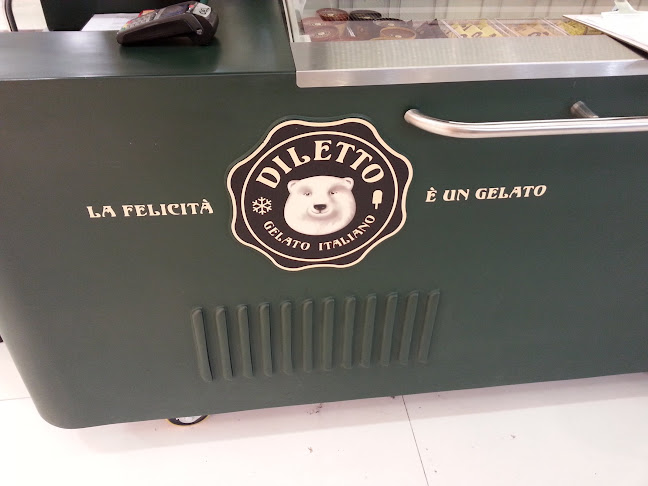 LA FELICITÀ
DILETTO
GELATO ITALIANO
È UN GELATO